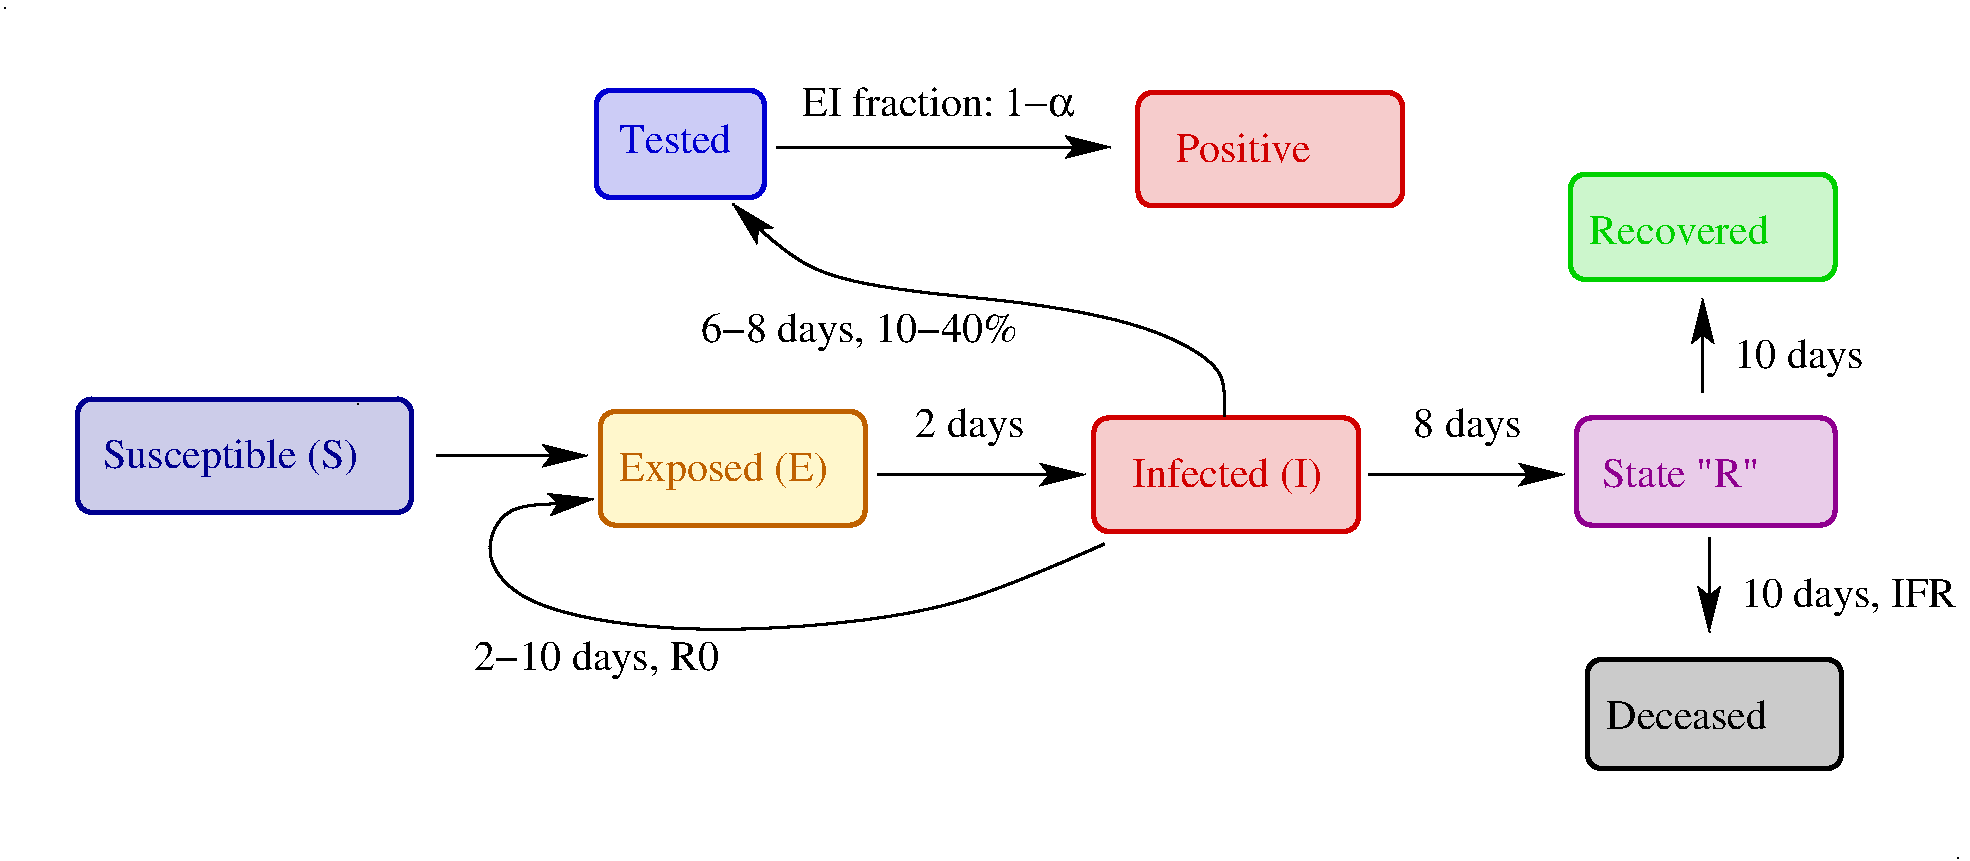 EI fraction: 1−α
Tested
Positive
Recovered
6−8 days, 10−40%
10 days
Susceptible (S)
Exposed (E)
2 days
Infected (I)
8 days
State "R"
10 days, IFR
2−10 days, R0
Deceased